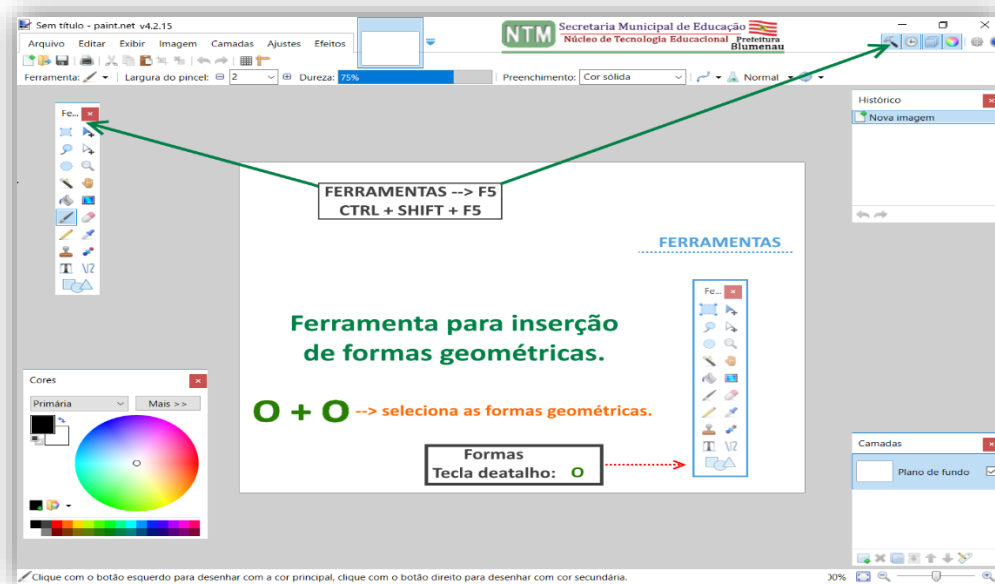 Sem título - paint.net v4.2.15
NTM
Secretaria Municipal de Educação
Núcleo de Tecnologia Educacional
Prefeitura
Blumenau
Arquivo Editar Exibir Imagem Camadas Ajustes Efeitos
Ferramenta: Largura do pincel: 2 Dureza: 75% Preenchimento: Cor sólida Normal
Fe...
Histórico
Nova imagem
FERRAMENTAS --> F5
CTRL + SHIFT + F5
FERRAMENTAS
Fe...
Ferramenta para inserção
de formas geométricas.
O + O --> seleciona as formas geométricas.
Formas
Tecla deatalho: O
Cores
Primária Mais >>
Camadas
Plano de fundo
Clique com o botão esquerdo para desenhar com a cor principal, clique com o botão direito para desenhar com cor secundária.